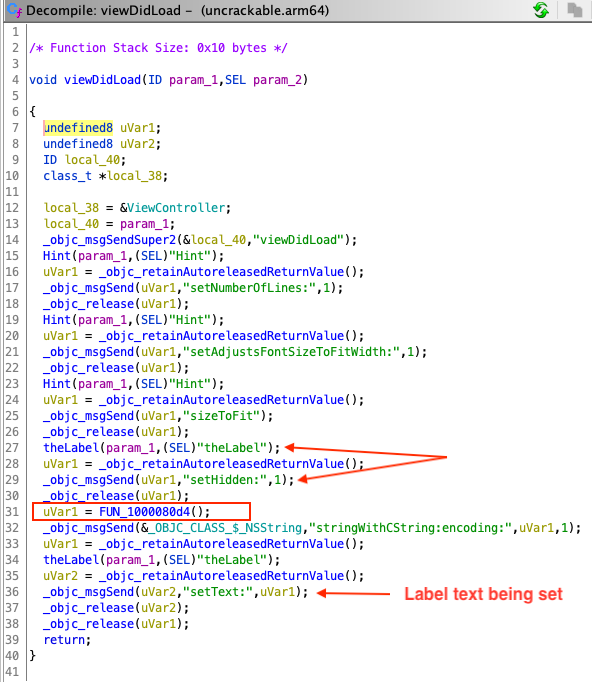 Decompile: viewDidLoad - (uncrackable.arm64)
1
2 /* Function Stack Size: 0x10 bytes */
3
4 void viewDidLoad(ID param_1,SEL param_2)
5
6 {
7 undefined8 uVar1;
8 undefined8 uVar2;
9 ID local_40;
10 class_t *local_38;
11
12 local_38 = &ViewController;
13 local_40 = param_1;
14 _objc_msgSendSuper2(&local_40,"viewDidLoad");
15 Hint(param_1,(SEL)"Hint");
16 uVar1 = _objc_retainAutoreleasedReturnValue();
17 _objc_msgSend(uVar1,"setNumberOfLines:",1);
18 _objc_release(uVar1);
19 Hint(param_1,(SEL)"Hint");
20 uVar1 = _objc_retainAutoreleasedReturnValue();
21 _objc_msgSend(uVar1,"setAdjustsFontSizeToFitWidth:",1);
22 _objc_release(uVar1);
23 Hint(param_1,(SEL)"Hint");
24 uVar1 = _objc_retainAutoreleasedReturnValue();
25 _objc_msgSend(uVar1,"sizeToFit");
26 _objc_release(uVar1);
27 theLabel(param_1,(SEL)"theLabel");
28 uVar1 = _objc_retainAutoreleasedReturnValue();
29 _objc_msgSend(uVar1,"setHidden:",1);
30 _objc_release(uVar1);
31 uVar1 = FUN_1000080d4();
32 _objc_msgSend(&_OBJC_CLASS_$_NSString,"stringWithCString:encoding:",uVar1,1);
33 uVar1 = _objc_retainAutoreleasedReturnValue();
34 theLabel(param_1,(SEL)"theLabel");
35 uVar2 = _objc_retainAutoreleasedReturnValue();
36 _objc_msgSend(uVar2,"setText:",uVar1); Label text being set
37 _objc_release(uVar2);
38 _objc_release(uVar1);
39 return;
40 }
41